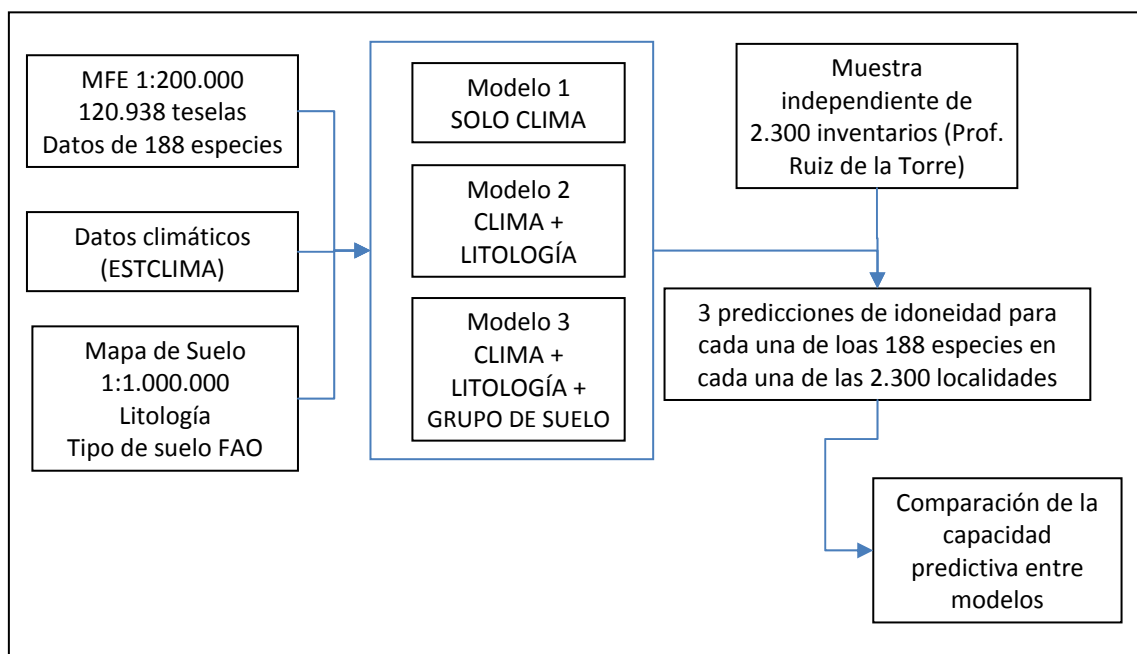 MFE 1:200.000
120.938 teselas
Datos de 188 especies
Datos climáticos
(ESTCLIMA)
Mapa de Suelo
1:1.000.000
Litología
Tipo de suelo FAO
Modelo 1
SOLO CLIMA
Modelo 2
CLIMA +
LITOLOGÍA
Modelo 3
CLIMA +
LITOLOGÍA +
GRUPO DE SUELO
Muestra
independiente de
2.300 inventarios (Prof.
Ruiz de la Torre)
3 predicciones de idoneidad para
cada una de loas 188 especies en
cada una de las 2.300 localidades
Comparación de la
capacidad
predictiva entre
modelos